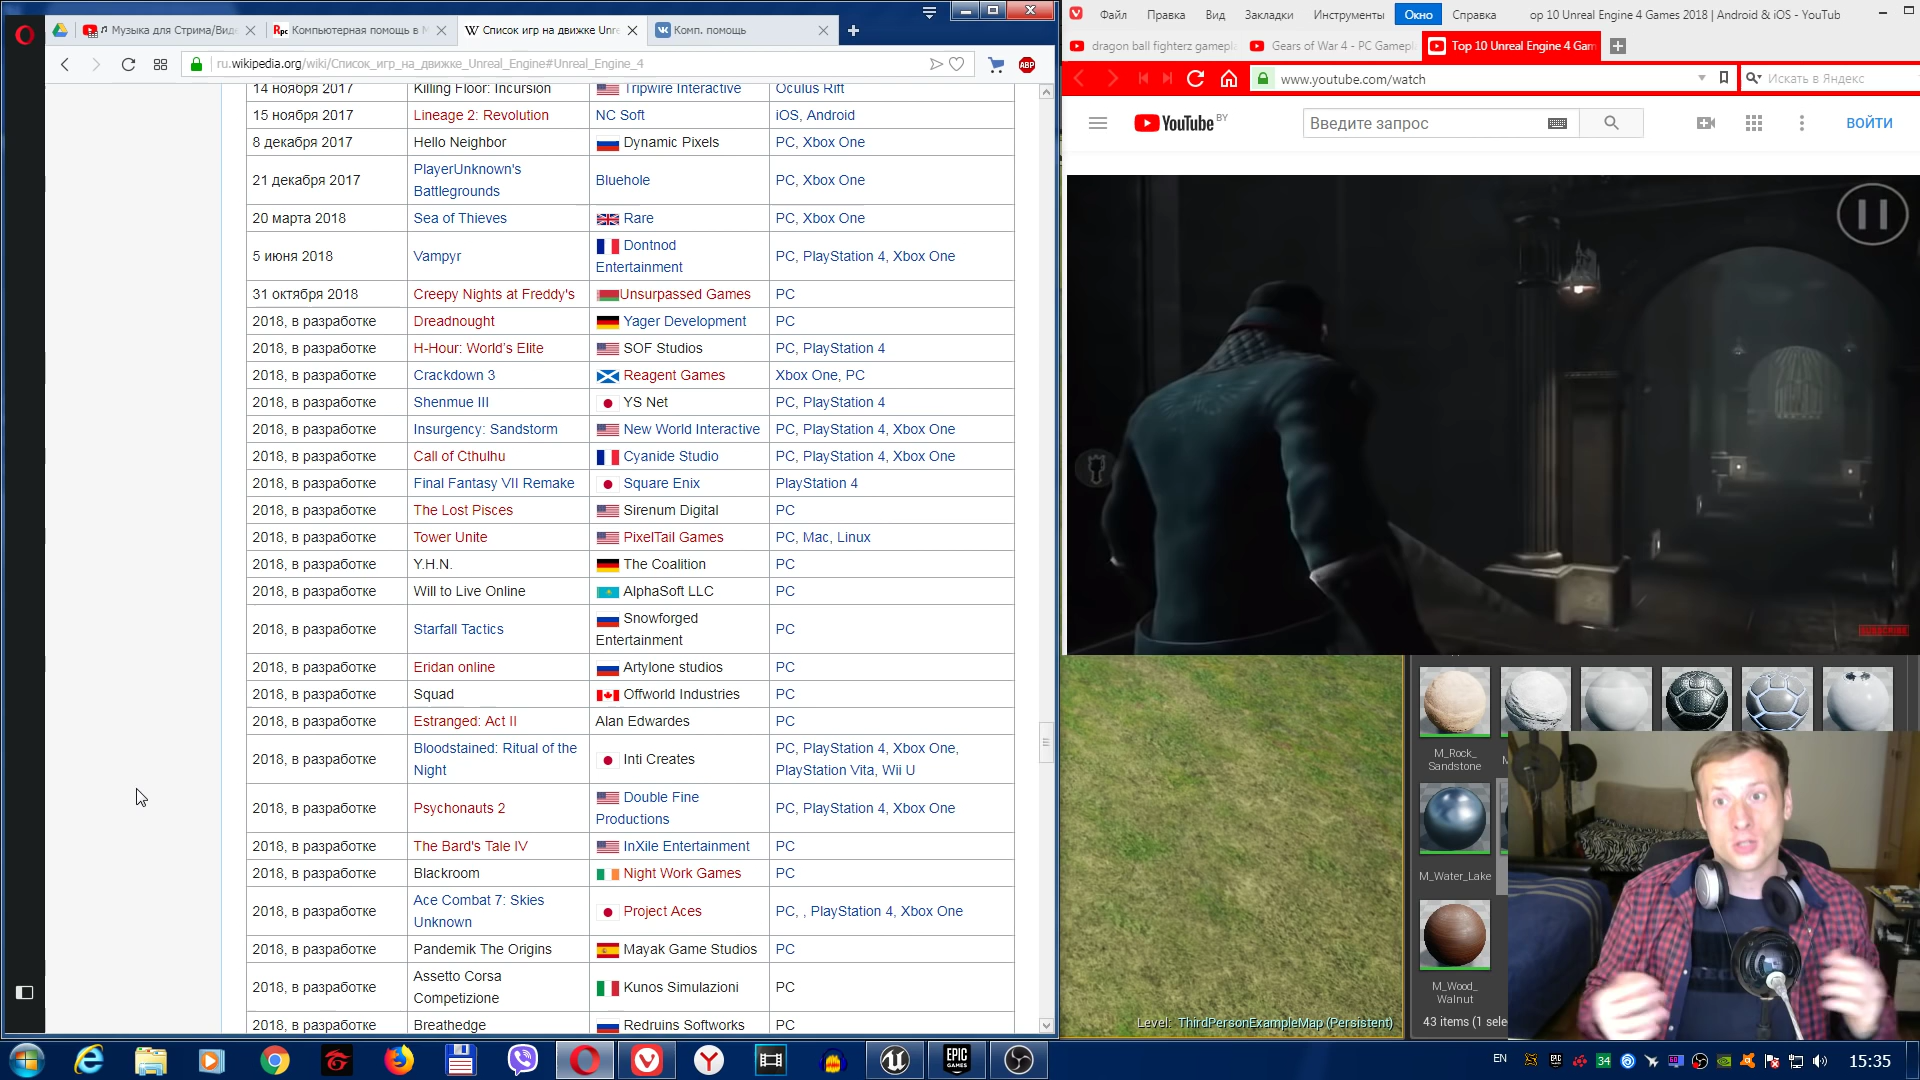 Музыка для Стрима/Вид
Компьютерная помощь в М
Список игр на движке Unre
Комп. помощь
ru.wikipedia.org/wiki/Список_игр_на_движке_Unreal_Engine#Unreal_Engine_4
ABP
14 ноября 2017 Killing Floor: Incursion Tripwire Interactive Oculus Rift
15 ноября 2017 Lineage 2: Revolution NC Soft iOS, Android
8 декабря 2017 Hello Neighbor Dynamic Pixels PC, Xbox One
21 декабря 2017 PlayerUnknown's Battlegrounds Bluehole PC, Xbox One
20 марта 2018 Sea of Thieves Rare PC, Xbox One
5 июня 2018 Vampyr Dontnod Entertainment PC, PlayStation 4, Xbox One
31 октября 2018 Creepy Nights at Freddy's Unsurpassed Games PC
2018, в разработке Dreadnought Yager Development PC
2018, в разработке H-Hour: World's Elite SOF Studios PC, PlayStation 4
2018, в разработке Crackdown 3 Reagent Games Xbox One, PC
2018, в разработке Shenmue III YS Net PC, PlayStation 4
2018, в разработке Insurgency: Sandstorm New World Interactive PC, PlayStation 4, Xbox One
2018, в разработке Call of Cthulhu Cyanide Studio PC, PlayStation 4, Xbox One
2018, в разработке Final Fantasy VII Remake Square Enix PlayStation 4
2018, в разработке The Lost Pisces Sirenum Digital PC
2018, в разработке Tower Unite PixelTail Games PC, Mac, Linux
2018, в разработке Y.H.N. The Coalition PC
2018, в разработке Will to Live Online AlphaSoft LLC PC
2018, в разработке Starfall Tactics Snowforged Entertainment PC
2018, в разработке Eridan online Artylone studios PC
2018, в разработке Squad Offworld Industries PC
2018, в разработке Estranged: Act II Alan Edwardes PC
2018, в разработке Bloodstained: Ritual of the Night Inti Creates PC, PlayStation 4, Xbox One, PlayStation Vita, Wii U
2018, в разработке Psychonauts 2 Double Fine Productions PC, PlayStation 4, Xbox One
2018, в разработке The Bard's Tale IV InXile Entertainment PC
2018, в разработке Blackroom Night Work Games PC
2018, в разработке Ace Combat 7: Skies Unknown Project Aces PC, , PlayStation 4, Xbox One
2018, в разработке Pandemik The Origins Mayak Game Studios PC
2018, в разработке Assetto Corsa Competizione Kunos Simulazioni PC
2018, в разработке Breathedge Redruins Softworks PC
Файл Правка Вид Закладки Инструменты Окно Справка
op 10 Unreal Engine 4 Games 2018 | Android & iOS - YouTub
dragon ball fighterz gamepl
Gears of War 4 - PC Gamepl
Top 10 Unreal Engine 4 Gam
www.youtube.com/watch
Искать в Яндекс
YouTube BY
Введите запрос
ВОЙТИ
SUBSCRIBE
M_Rock_
Sandstone
M_Water_Lake
M_Wood_
Walnut
43 items (1 sele
Level: ThirdPersonExampleMap (Persistent)
EPIC GAMES
EN
34
15:35